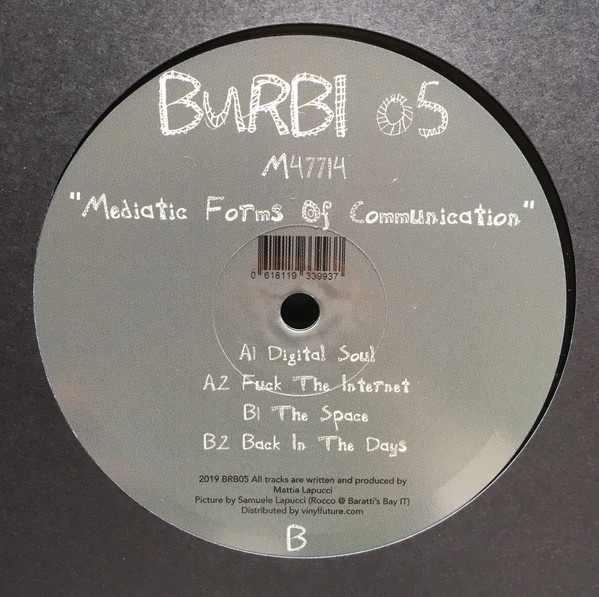 BURBI 05
M47714
"Mediatic Forms Of Communication"
0 618119 339937
A1 Digital Soul
A2 Fuck The Internet
B1 The Space
B2 Back In The Days
2019 BRB05 All tracks are written and produced by
Mattia Lapucci
Picture by Samuele Lapucci (Rocco @ Baratti's Bay IT)
Distributed by vinylfuture.com
B